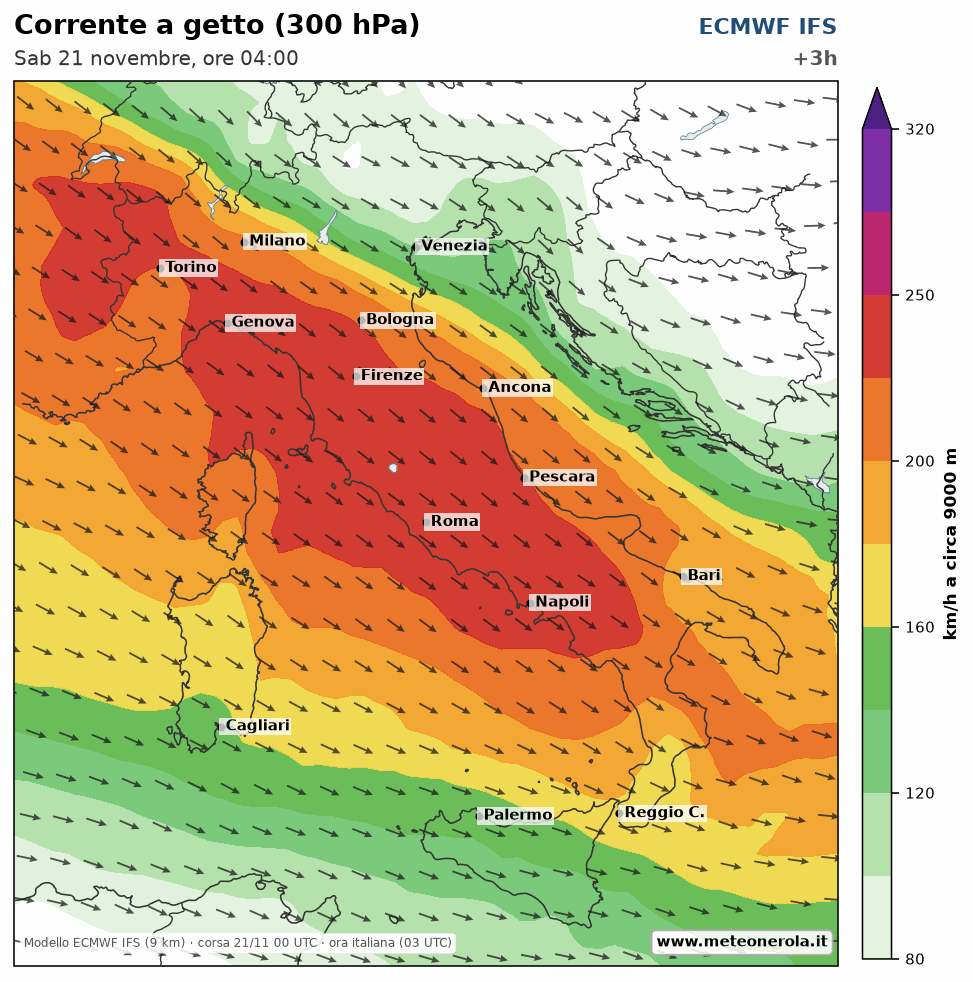 Corrente a getto (300 hPa)
ECMWF IFS
Sab 21 novembre, ore 04:00
+3h
320
250
200
160
120
80
km/h a circa 9000 m
Milano
Venezia
Torino
Genova
Bologna
Firenze
Ancona
Pescara
Roma
Bari
Napoli
Cagliari
Palermo
Reggio C.
Modello ECMWF IFS (9 km) · corsa 21/11 00 UTC · ora italiana (03 UTC)
www.meteonerola.it